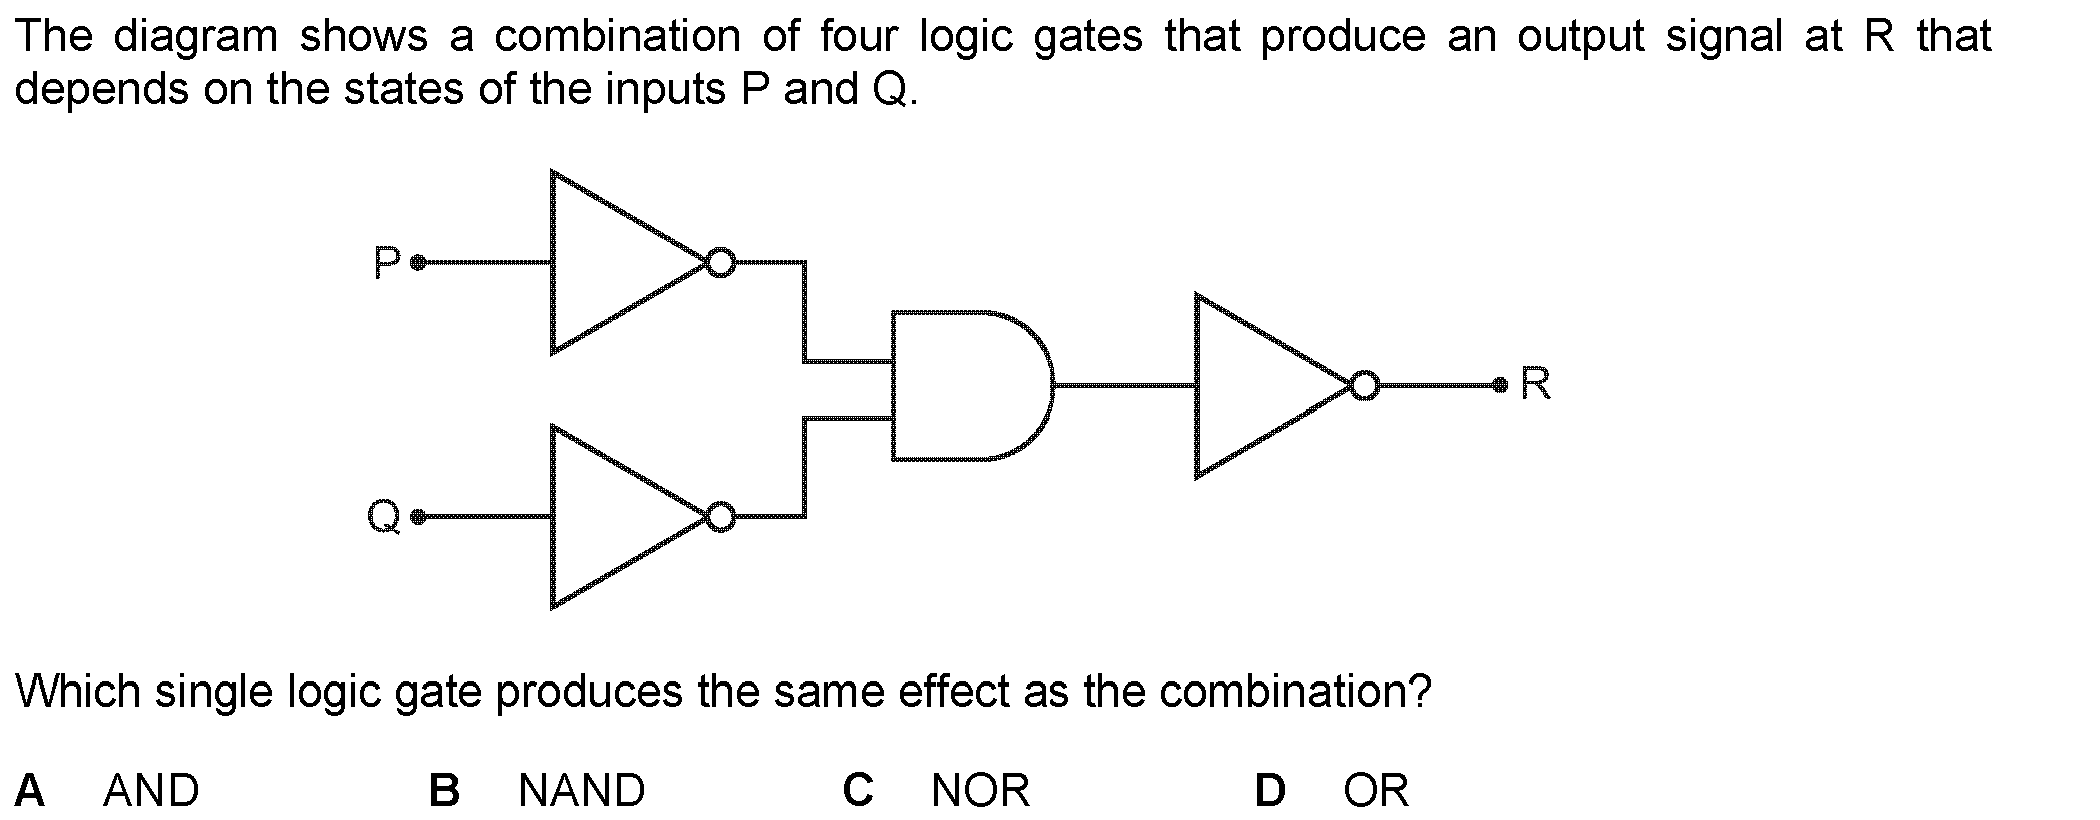 The diagram shows a combination of four logic gates that produce an output signal at R that
depends on the states of the inputs P and Q.
P
R
Q
Which single logic gate produces the same effect as the combination?
A AND B NAND C NOR D OR